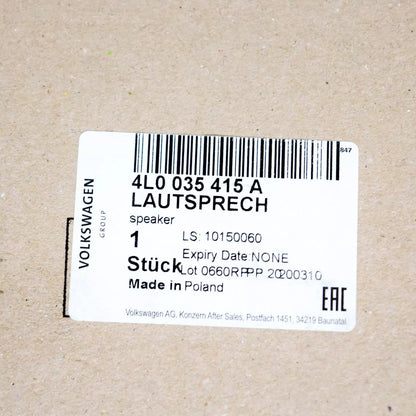 847
4L0 035 415 A
LAUTSPRECH
speaker
1 LS: 10150060
Expiry Date:NONE
Stück Lot 0660RPPP 20200310
Made in Poland
EAC
VOLKSWAGEN
GROUP
Volkswagen AG, Konzern After Sales, Postfach 1451, 34219 Baunatal